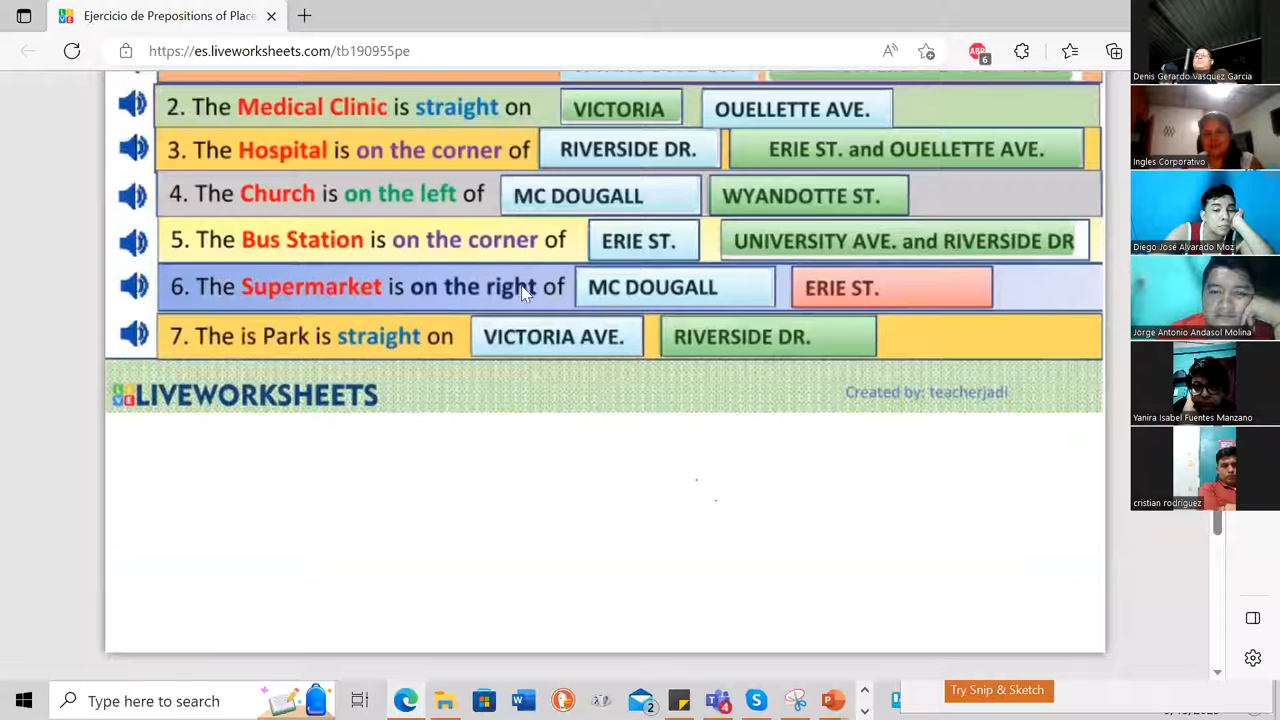 Ejercicio de Prepositions of Place
https://es.liveworksheets.com/tb190955pe
ABP
6
2. The Medical Clinic is straight on VICTORIA OUELLETTE AVE.
3. The Hospital is on the corner of RIVERSIDE DR. ERIE ST. and OUELLETTE AVE.
4. The Church is on the left of MC DOUGALL WYANDOTTE ST.
5. The Bus Station is on the corner of ERIE ST. UNIVERSITY AVE. and RIVERSIDE DR
6. The Supermarket is on the right of MC DOUGALL ERIE ST.
7. The is Park is straight on VICTORIA AVE. RIVERSIDE DR.
LIVEWORKSHEETS
Created by: teacherjadi
Denis Gerardo Vasquez Garcia
Ingles Corporativo
Diego José Alvarado Moz
Jorge Antonio Andasol Molina
Yanira Isabel Fuentes Manzano
cristian rodriguez
Type here to search
2
4
Try Snip & Sketch